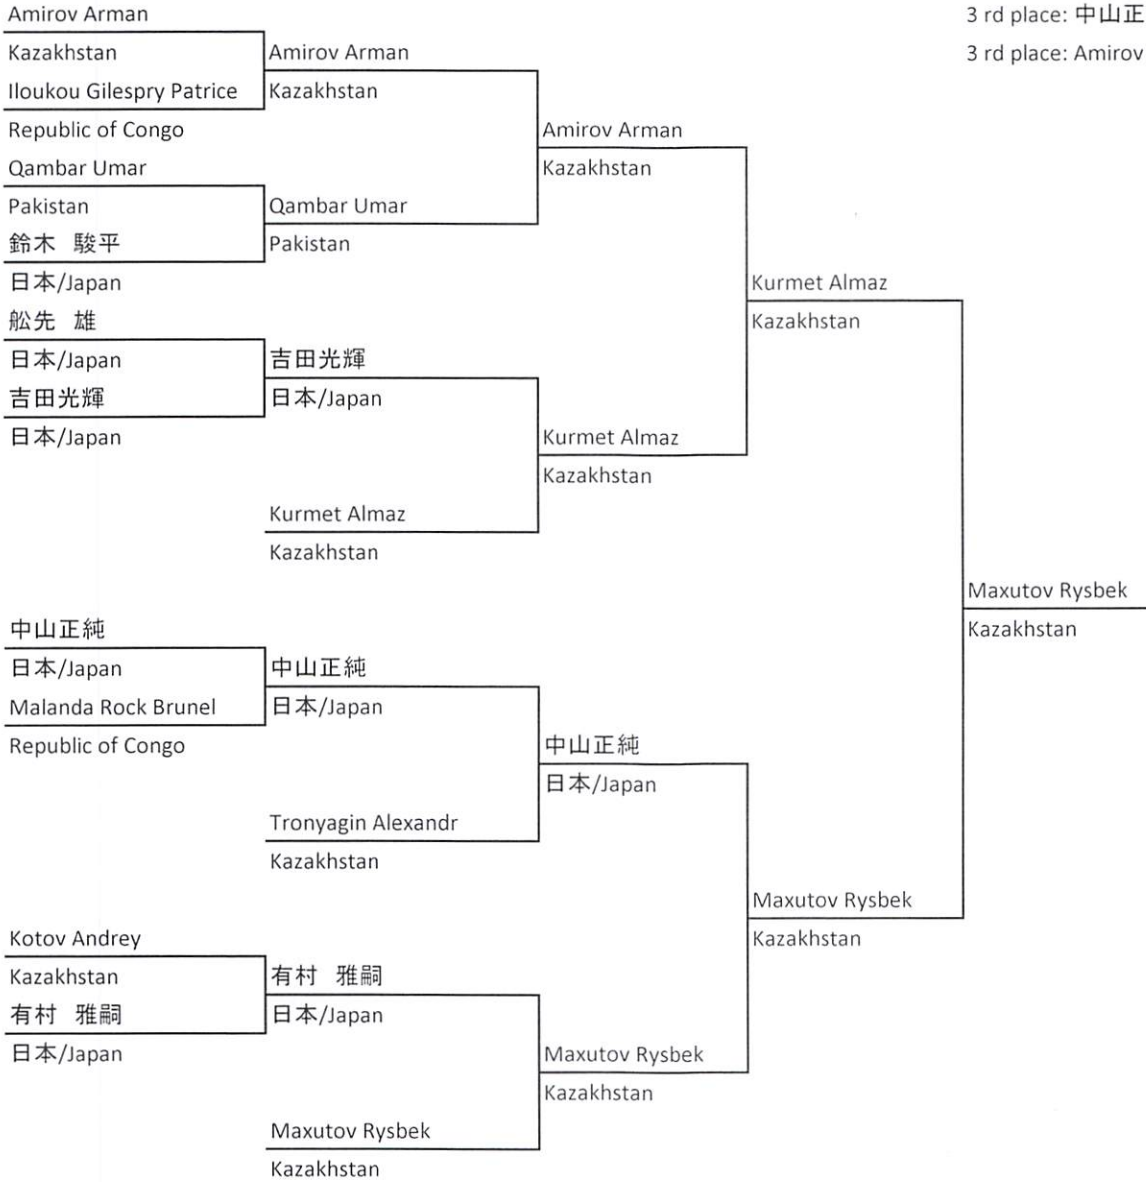 Amirov Arman
3 rd place: 中山正
Kazakhstan
Amirov Arman
3 rd place: Amirov
Iloukou Gilespry Patrice
Kazakhstan
Republic of Congo
Amirov Arman
Qambar Umar
Kazakhstan
Pakistan
Qambar Umar
鈴木 駿平
Pakistan
日本/Japan
Kurmet Almaz
舩先 雄
Kazakhstan
日本/Japan
吉田光輝
吉田光輝
日本/Japan
日本/Japan
Kurmet Almaz
Kazakhstan
Kurmet Almaz
Kazakhstan
Maxutov Rysbek
中山正純
Kazakhstan
日本/Japan
中山正純
Malanda Rock Brunel
日本/Japan
Republic of Congo
中山正純
日本/Japan
Tronyagin Alexandr
Kazakhstan
Maxutov Rysbek
Kotov Andrey
Kazakhstan
Kazakhstan
有村 雅嗣
有村 雅嗣
日本/Japan
日本/Japan
Maxutov Rysbek
Kazakhstan
Maxutov Rysbek
Kazakhstan